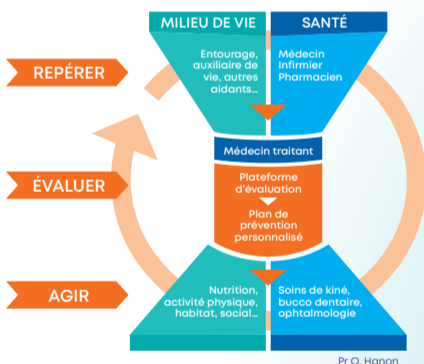 MILIEU DE VIE
SANTÉ
REPÉRER
Entourage,
auxiliaire de
vie, autres
aidants...
Médecin
Infirmier
Pharmacien
Médecin traitant
ÉVALUER
Plateforme
d'évaluation
Plan de
prévention
personnalisé
AGIR
Nutrition,
activité physique,
habitat, social...
Soins de kiné,
bucco dentaire,
ophtalmologie
Pr O. Hanon